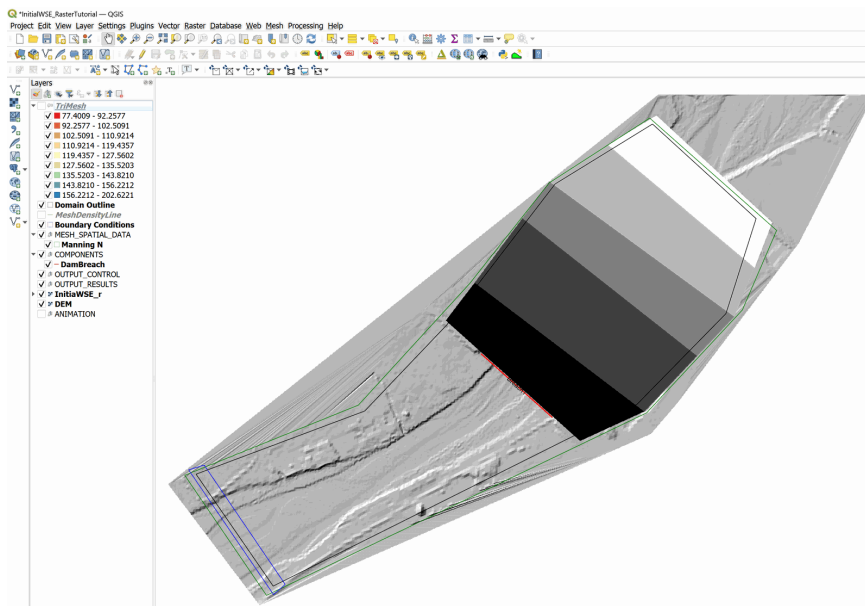 *InitialWSE_RasterTutorial — QGIS
Project Edit View Layer Settings Plugins Vector Raster Database Web Mesh Processing Help
Layers
TriMesh
77.4009 - 92.2577
92.2577 - 102.5091
102.5091 - 110.9214
110.9214 - 119.4357
119.4357 - 127.5602
127.5602 - 135.5203
135.5203 - 143.8210
143.8210 - 156.2212
156.2212 - 202.6221
Domain Outline
MeshDensityLine
Boundary Conditions
MESH_SPATIAL_DATA
Manning N
COMPONENTS
DamBreach
OUTPUT_CONTROL
OUTPUT_RESULTS
InitiaWSE_r
DEM
ANIMATION